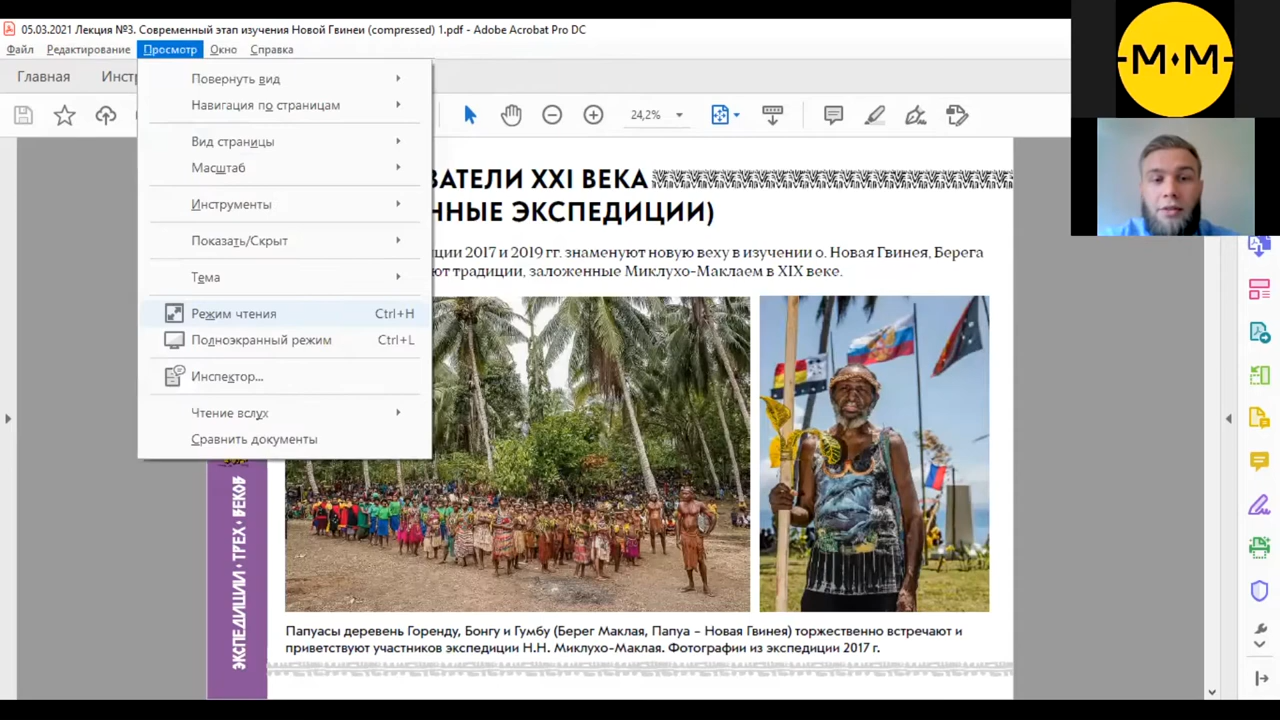 05.03.2021 Лекция №3. Современный этап изучения Новой Гвинеи (compressed) 1.pdf - Adobe Acrobat Pro DC
Файл Редактирование Просмотр Окно Справка
Главная Инстр
24,2%
Повернуть вид
Навигация по страницам
Вид страницы
Масштаб
Инструменты
Показать/Скрыт
Тема
Режим чтения Ctrl+H
Полноэкранный режим Ctrl+L
Инспектор...
Чтение вслух
Сравнить документы
ВАТЕЛИ XXI ВЕКА
ННЫЕ ЭКСПЕДИЦИИ)
ции 2017 и 2019 гг. знаменуют новую веху в изучении о. Новая Гвинея, Берега
ют традиции, заложенные Миклухо-Маклаем в XIX веке.
ЭКСПЕДИЦИИ • ТРЕХ • ВЕКОВ
Папуасы деревень Горенду, Бонгу и Гумбу (Берег Маклая, Папуа – Новая Гвинея) торжественно встречают и
приветствуют участников экспедиции Н.Н. Миклухо-Маклая. Фотографии из экспедиции 2017 г.
M•M